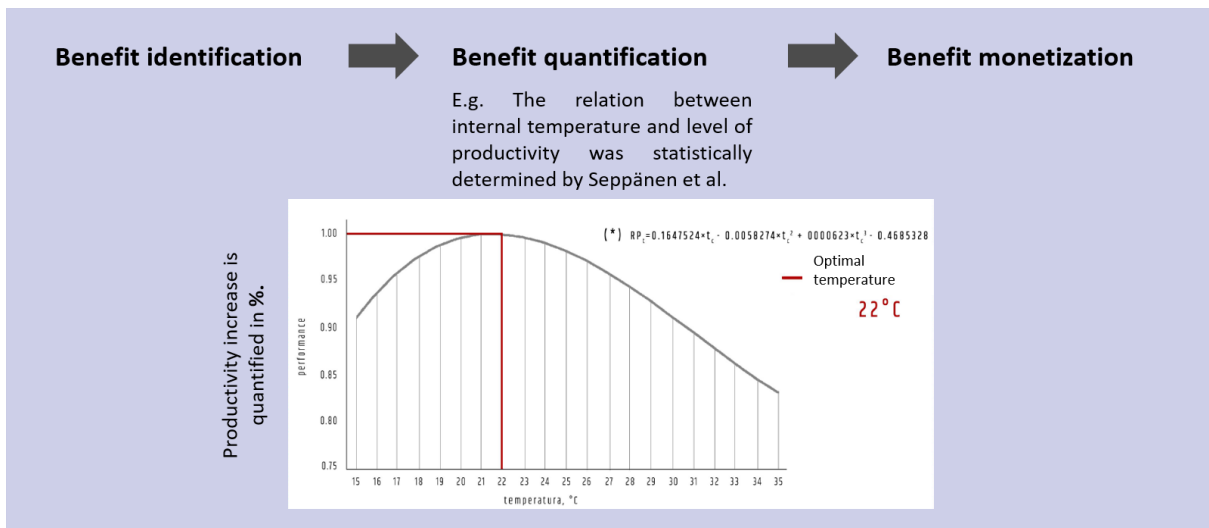 Benefit identification
Benefit quantification
Benefit monetization
E.g. The relation between
internal temperature and level of
productivity was statistically
determined by Seppänen et al.
Productivity increase is
quantified in %.
(*) RPₜ=0.1647524×t꜀ - 0.0058274×t꜀² + 0000623×t꜀³ - 0.4685328
Optimal
temperature
22°C
performance
1.00
0.95
0.90
0.85
0.80
0.75
15 16 17 18 19 20 21 22 23 24 25 26 27 28 29 30 31 32 33 34 35
temperatura, °C